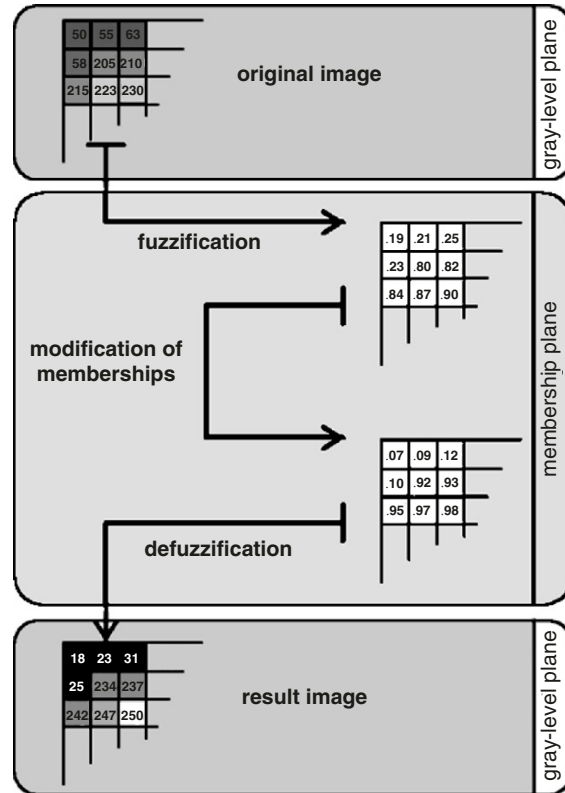 50 55 63
58 205 210
215 223 230
original image
gray-level plane
fuzzification
.19 .21 .25
.23 .80 .82
.84 .87 .90
modification of
memberships
membership plane
.07 .09 .12
.10 .92 .93
.95 .97 .98
defuzzification
18 23 31
25 234 237
242 247 250
result image
gray-level plane